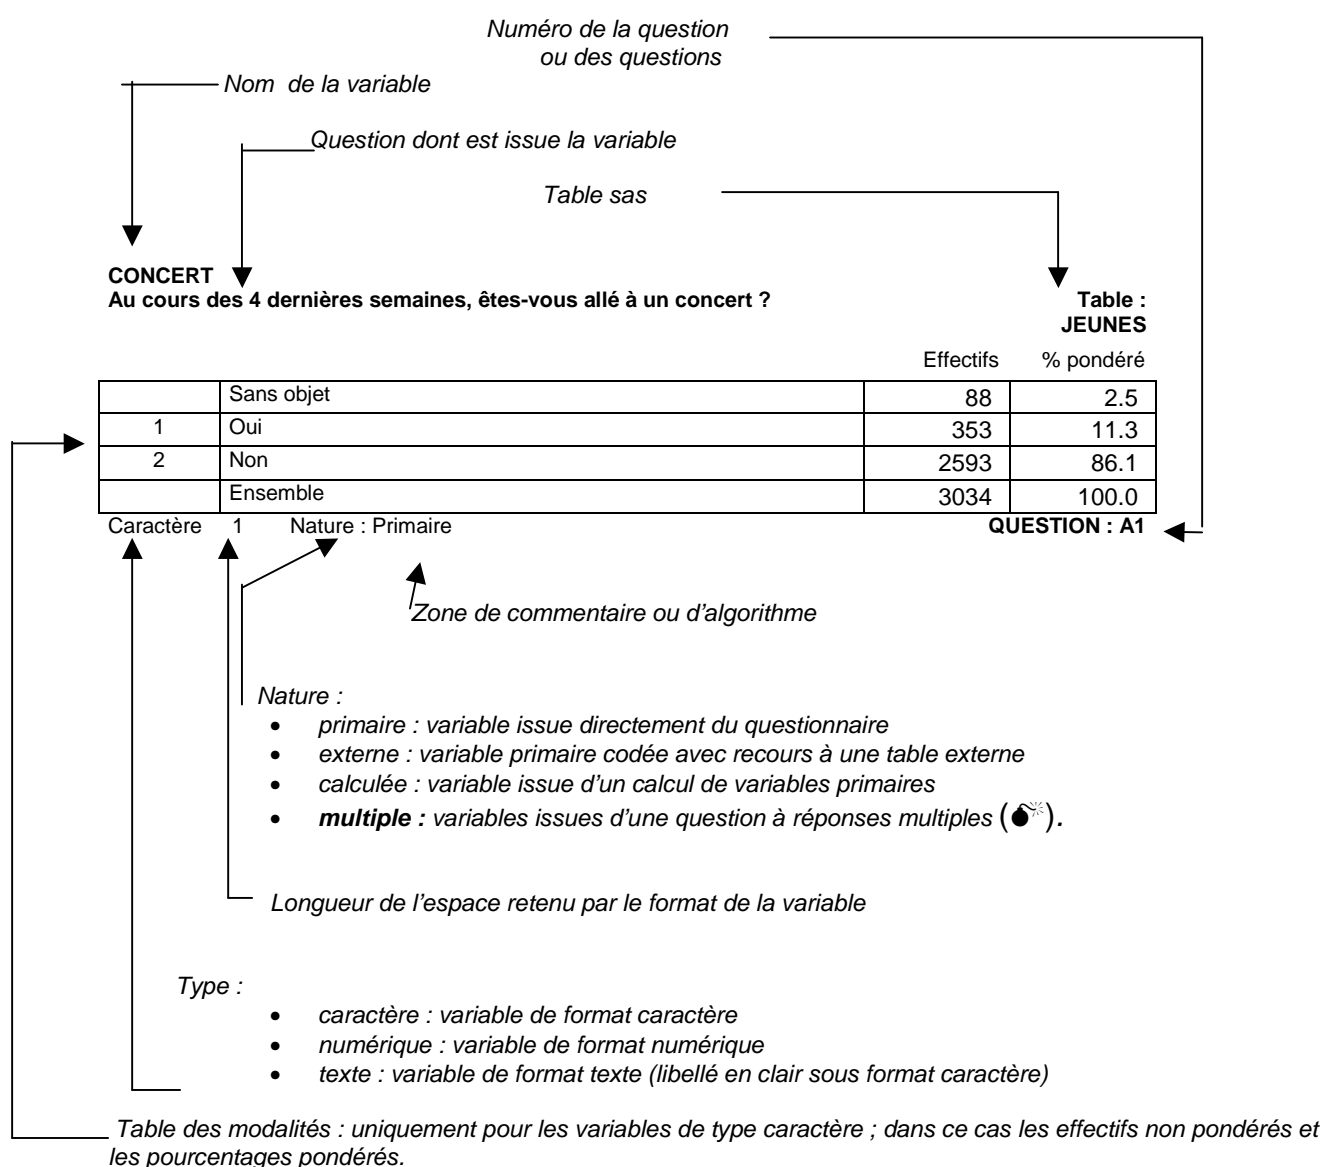 Numéro de la question
ou des questions
Nom de la variable
Question dont est issue la variable
Table sas
CONCERT
Au cours des 4 dernières semaines, êtes-vous allé à un concert ? Table :
JEUNES
Effectifs % pondéré
Sans objet 88 2.5
1 Oui 353 11.3
2 Non 2593 86.1
Ensemble 3034 100.0
Caractère 1 Nature : Primaire QUESTION : A1
Zone de commentaire ou d'algorithme
Nature :
• primaire : variable issue directement du questionnaire
• externe : variable primaire codée avec recours à une table externe
• calculée : variable issue d'un calcul de variables primaires
• multiple : variables issues d'une question à réponses multiples (💣).
Longueur de l'espace retenu par le format de la variable
Type :
• caractère : variable de format caractère
• numérique : variable de format numérique
• texte : variable de format texte (libellé en clair sous format caractère)
Table des modalités : uniquement pour les variables de type caractère ; dans ce cas les effectifs non pondérés et
les pourcentages pondérés.